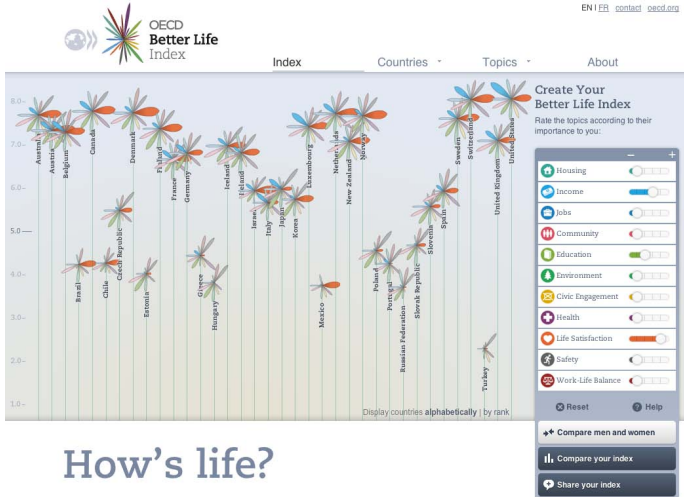 EN | FR contact oecd.org
OECD
Better Life
Index
Index Countries Topics About
Create Your
Better Life Index
Rate the topics according to their
importance to you:
8.0
7.0
6.0
5.0
4.0
3.0
2.0
1.0
Australia
Austria
Belgium
Canada
Denmark
Finland
France
Germany
Iceland
Ireland
Israel
Italy
Japan
Korea
Luxembourg
Netherlands
New Zealand
Norway
Sweden
Switzerland
United Kingdom
United States
Brazil
Chile
Czech Republic
Estonia
Greece
Hungary
Mexico
Poland
Portugal
Russian Federation
Slovak Republic
Slovenia
Spain
Turkey
− +
Housing
Income
Jobs
Community
Education
Environment
Civic Engagement
Health
Life Satisfaction
Safety
Work-Life Balance
Reset Help
Display countries alphabetically | by rank
Compare men and women
Compare your index
Share your index
How's life?